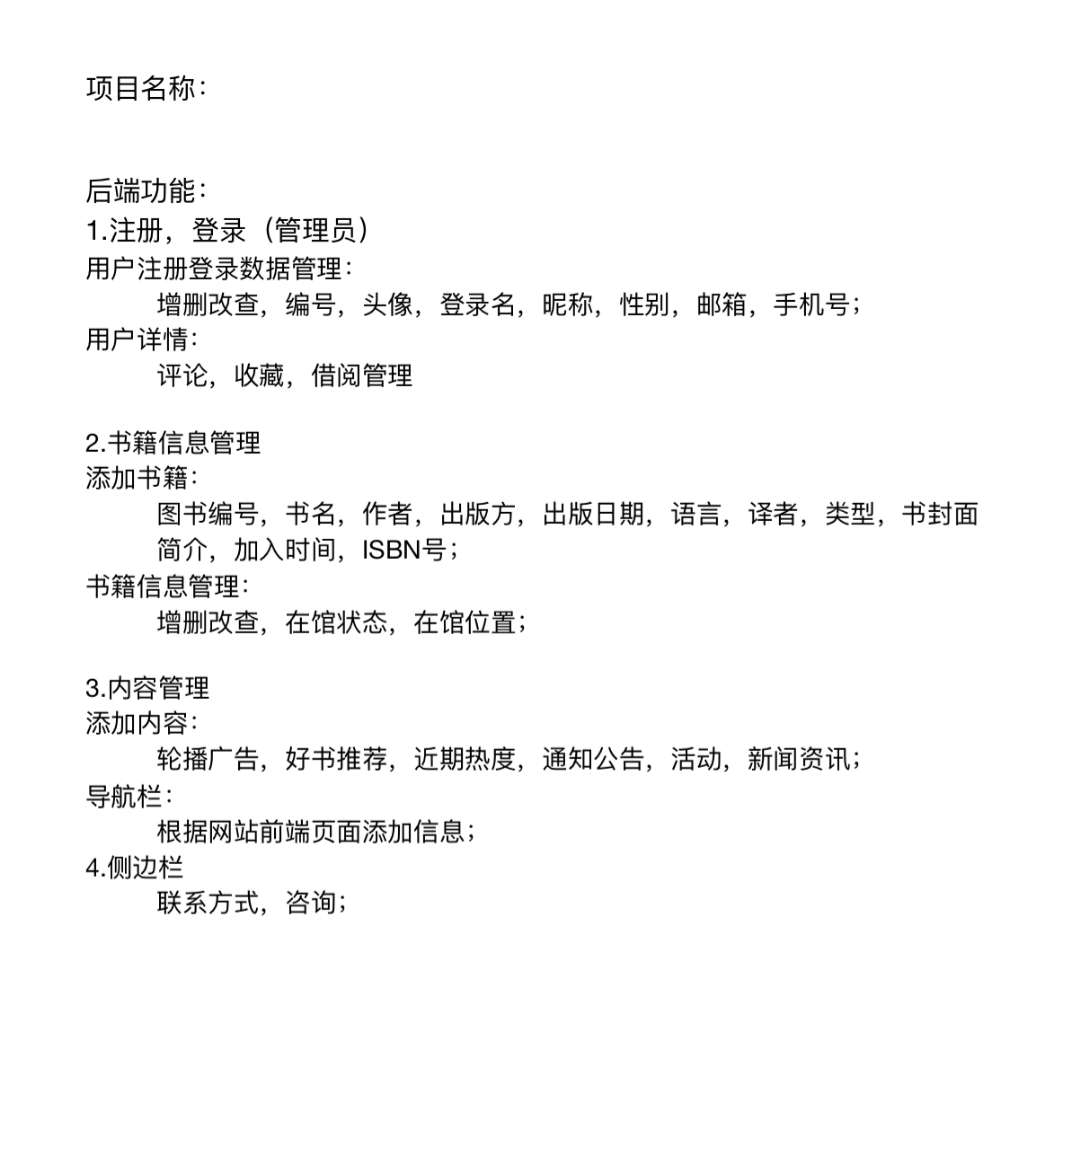 项目名称：
后端功能：
1.注册，登录（管理员）
用户注册登录数据管理：
增删改查，编号，头像，登录名，昵称，性别，邮箱，手机号；
用户详情：
评论，收藏，借阅管理
2.书籍信息管理
添加书籍：
图书编号，书名，作者，出版方，出版日期，语言，译者，类型，书封面
简介，加入时间，ISBN号；
书籍信息管理：
增删改查，在馆状态，在馆位置；
3.内容管理
添加内容：
轮播广告，好书推荐，近期热度，通知公告，活动，新闻资讯；
导航栏：
根据网站前端页面添加信息；
4.侧边栏
联系方式，咨询；